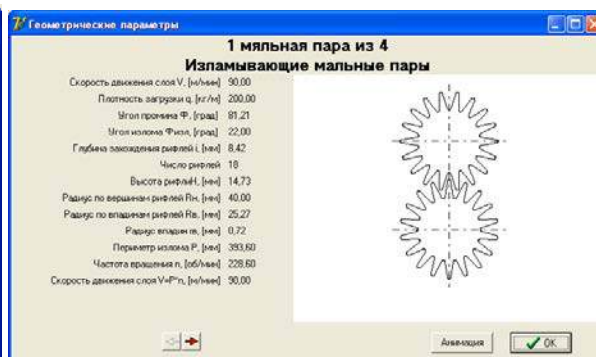 Геометрические параметры
1 мяльная пара из 4
Изламывающие мальные пары
Скорость движения слоя V, [м/мин] 90,00
Плотность загрузки q, [кг/м] 200,00
Угол промина Ф, [град] 81,21
Угол излома Физл, [град] 22,00
Глубина захождения рифлей i, [мм] 8,42
Число рифлей 18
Высота рифлиH, [мм] 14,73
Радиус по вершинам рифлей Rн, [мм] 40,00
Радиус по впадинам рифлей Rв, [мм] 25,27
Радиус впадин rв, [мм] 0,72
Периметр излома P, [мм] 393,60
Частота вращения n, [об/мин] 228,60
Скорость движения слоя V=P*n, [м/мин] 90,00
Анимация
OK